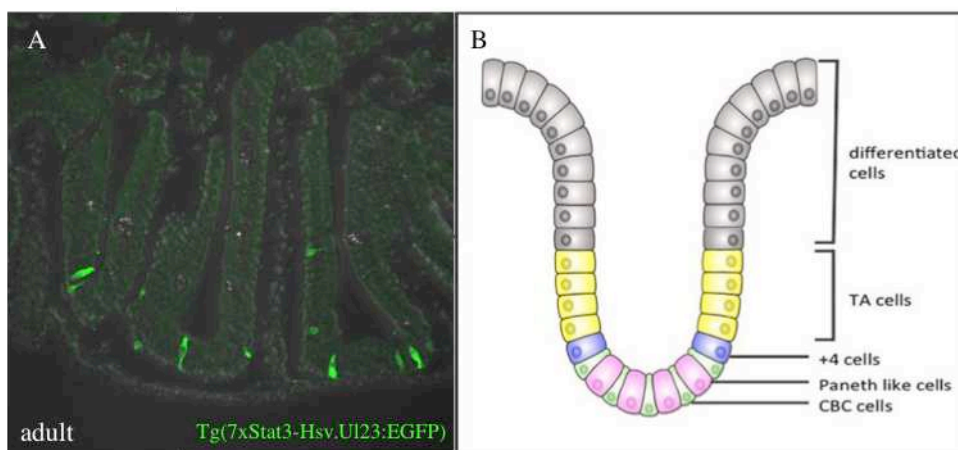 A
adult
Tg(7xStat3-Hsv.Ul23:EGFP)
B
differentiated
cells
TA cells
+4 cells
Paneth like cells
CBC cells